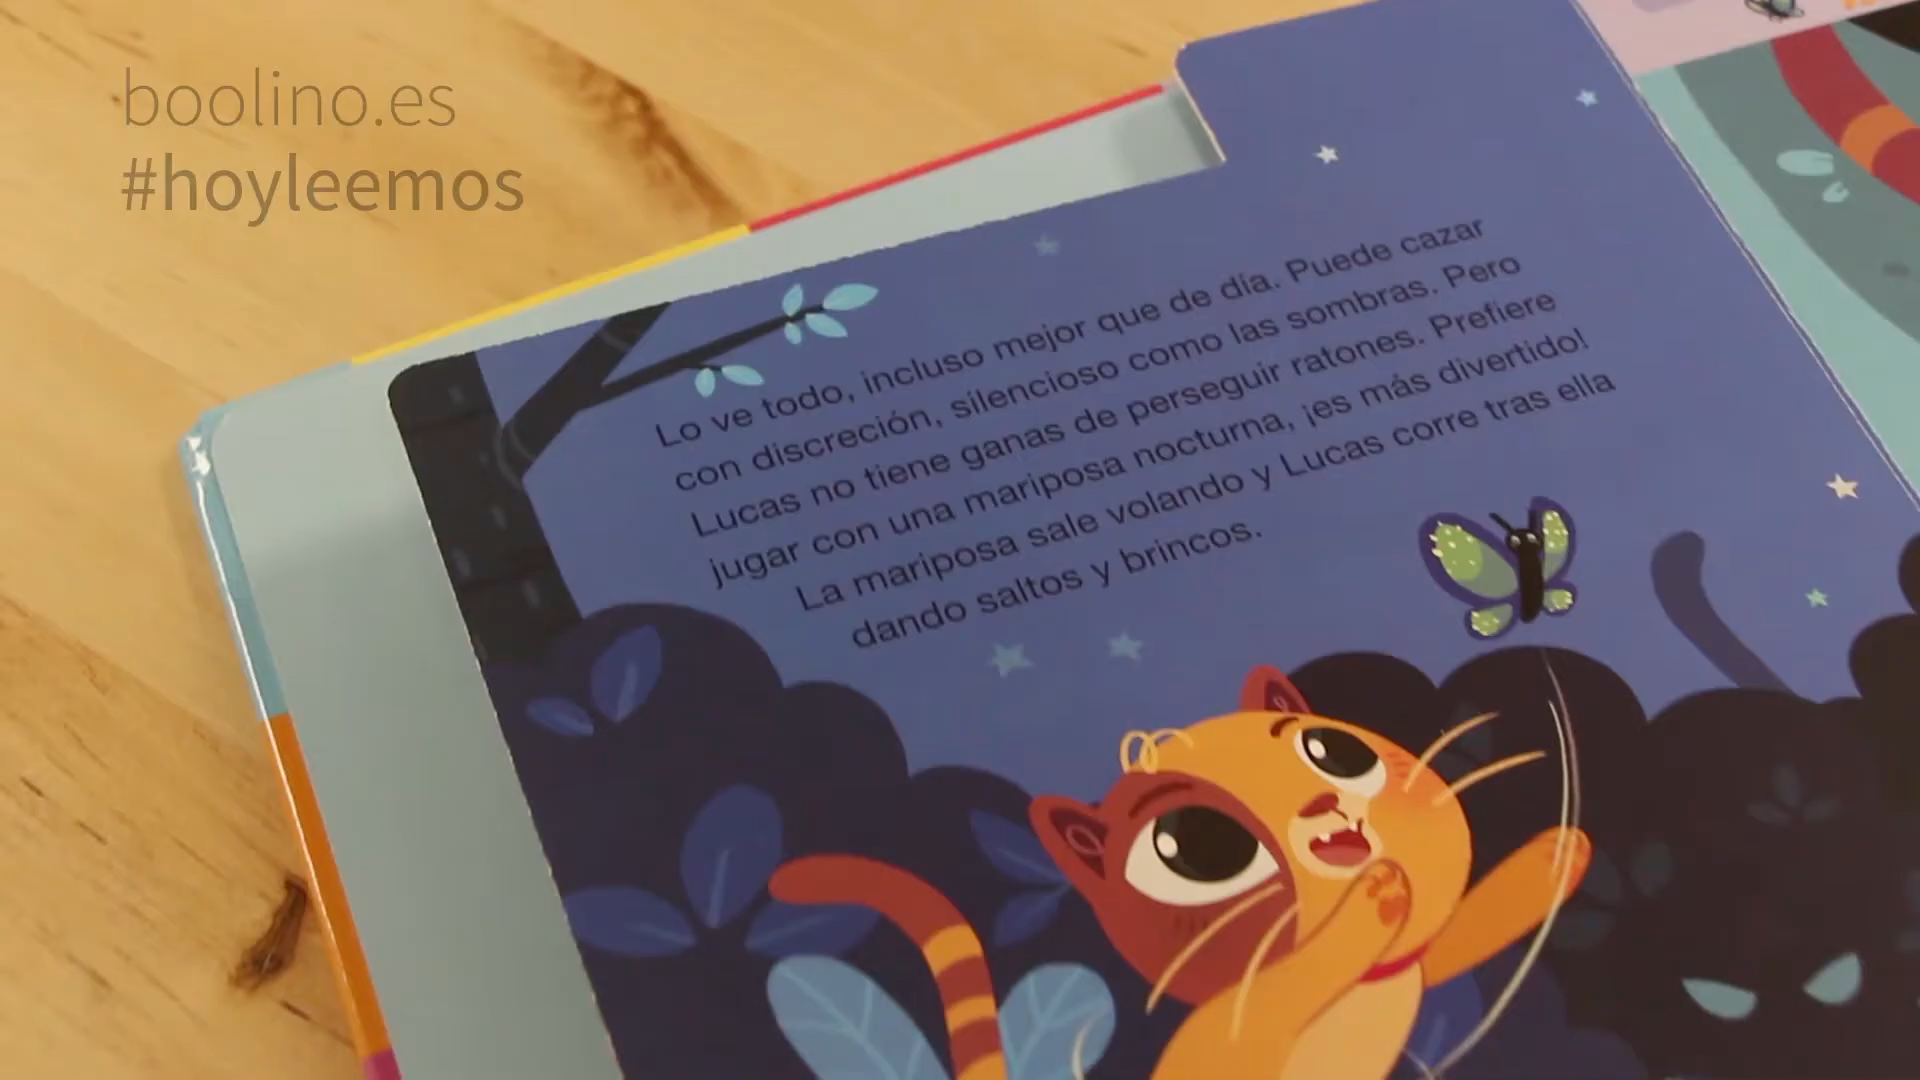 boolino.es
#hoyleemos
Lo ve todo, incluso mejor que de día. Puede cazar
con discreción, silencioso como las sombras. Pero
Lucas no tiene ganas de perseguir ratones. Prefiere
jugar con una mariposa nocturna, ¡es más divertido!
La mariposa sale volando y Lucas corre tras ella
dando saltos y brincos.